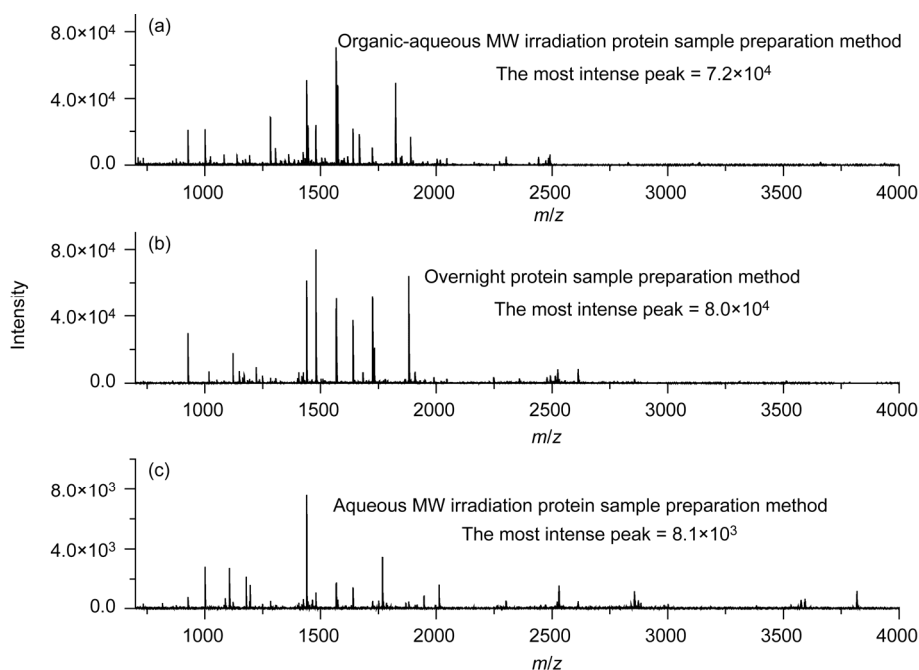 (a)
Organic-aqueous MW irradiation protein sample preparation method
The most intense peak = 7.2×10⁴
8.0×10⁴
4.0×10⁴
0.0
1000 1500 2000 2500 3000 3500 4000
m/z
(b)
Overnight protein sample preparation method
The most intense peak = 8.0×10⁴
8.0×10⁴
4.0×10⁴
0.0
Intensity
1000 1500 2000 2500 3000 3500 4000
m/z
(c)
Aqueous MW irradiation protein sample preparation method
The most intense peak = 8.1×10³
8.0×10³
4.0×10³
0.0
1000 1500 2000 2500 3000 3500 4000
m/z